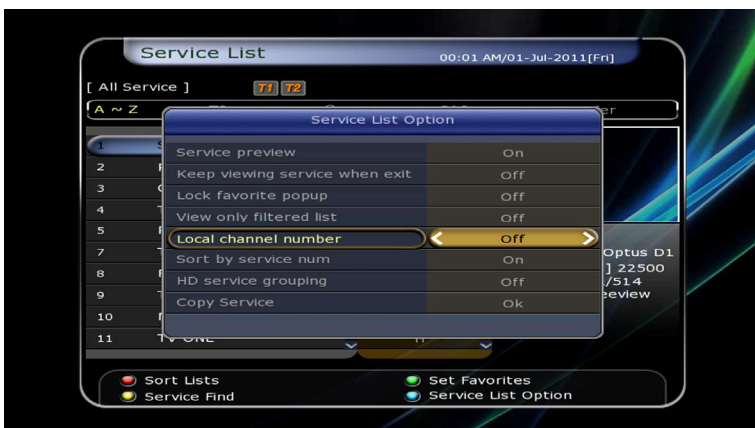 Service List
00:01 AM/01-Jul-2011[Fri]
[ All Service ] T1 T2
A ~ Z
Service List Option
Service preview On
Keep viewing service when exit Off
Lock favorite popup Off
View only filtered list Off
Local channel number Off
Sort by service num On
HD service grouping Off
Copy Service Ok
1
2
3
4
5
7
8
9
10
11 TV ONE
Optus D1
] 22500
/514
eeview
Sort Lists
Set Favorites
Service Find
Service List Option